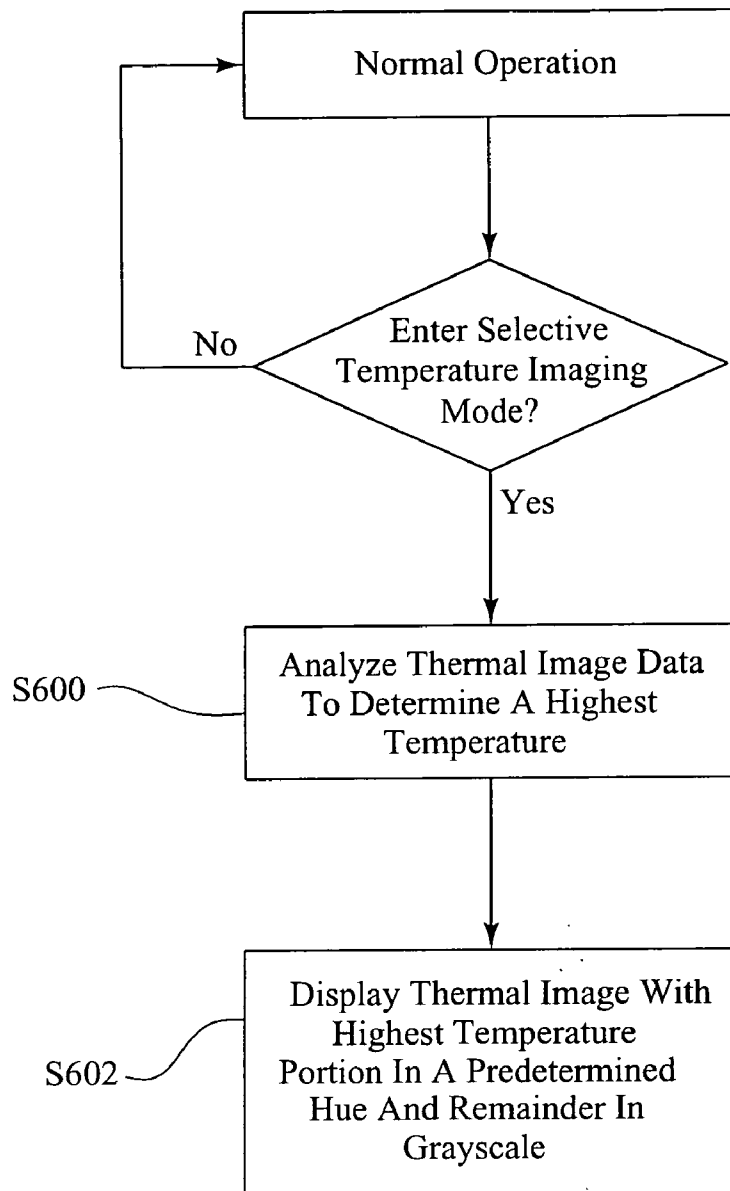 Normal Operation
No
Enter Selective
Temperature Imaging
Mode?
Yes
S600
Analyze Thermal Image Data
To Determine A Highest
Temperature
S602
Display Thermal Image With
Highest Temperature
Portion In A Predetermined
Hue And Remainder In
Grayscale